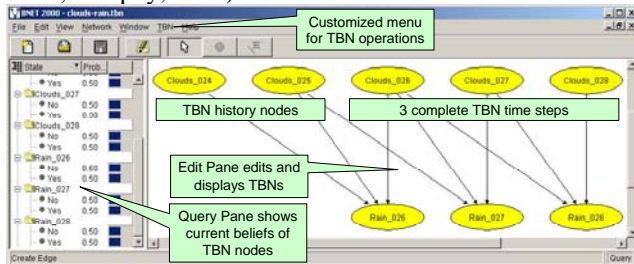 BNET 2000 - clouds-rain.tbn
File Edit View Network Window TBN Help
Customized menu for TBN operations
State Prob...
Yes 0.50
Clouds_027
No 0.50
Yes 0.50
Clouds_028
No 0.50
Yes 0.50
Rain_026
No 0.60
Yes 0.50
Rain_027
No 0.50
Yes 0.50
Rain_028
No 0.50
Yes 0.50
Clouds_024 Clouds_025 Clouds_026 Clouds_027 Clouds_028
TBN history nodes
3 complete TBN time steps
Edit Pane edits and displays TBNs
Query Pane shows current beliefs of TBN nodes
Rain_026 Rain_027 Rain_028
Create Edge
Query